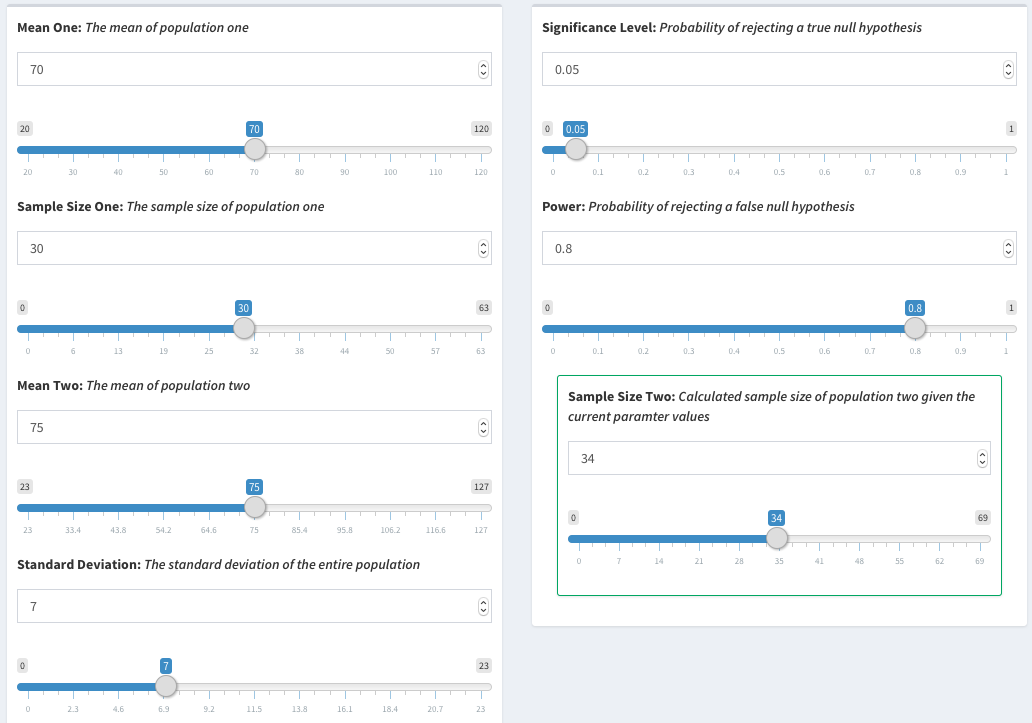 Mean One: The mean of population one
70
20 70 120
20 30 40 50 60 70 80 90 100 110 120
Sample Size One: The sample size of population one
30
0 30 63
0 6 13 19 25 32 38 44 50 57 63
Mean Two: The mean of population two
75
23 75 127
23 33.4 43.8 54.2 64.6 75 85.4 95.8 106.2 116.6 127
Standard Deviation: The standard deviation of the entire population
7
0 7 23
0 2.3 4.6 6.9 9.2 11.5 13.8 16.1 18.4 20.7 23
Significance Level: Probability of rejecting a true null hypothesis
0.05
0 0.05 1
0 0.1 0.2 0.3 0.4 0.5 0.6 0.7 0.8 0.9 1
Power: Probability of rejecting a false null hypothesis
0.8
0 0.8 1
0 0.1 0.2 0.3 0.4 0.5 0.6 0.7 0.8 0.9 1
Sample Size Two: Calculated sample size of population two given the
current paramter values
34
0 34 69
0 7 14 21 28 35 41 48 55 62 69